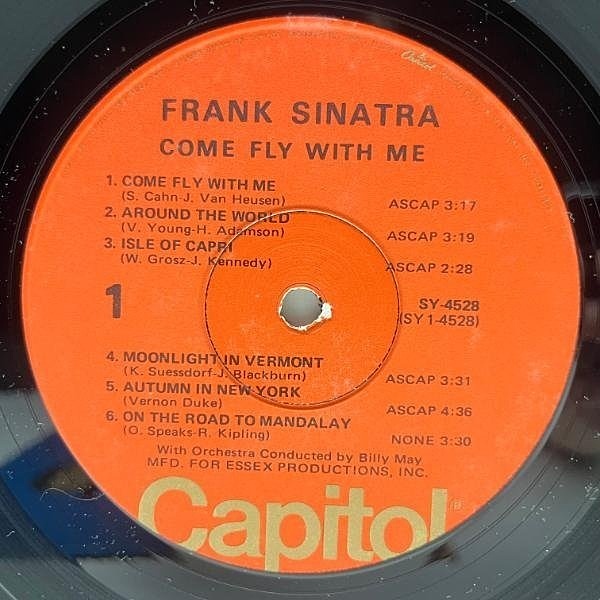 Capitol
FRANK SINATRA
COME FLY WITH ME
1. COME FLY WITH ME
(S. Cahn-J. Van Heusen) ASCAP 3:17
2. AROUND THE WORLD
(V. Young-H. Adamson) ASCAP 3:19
3. ISLE OF CAPRI
(W. Grosz-J. Kennedy) ASCAP 2:28
1
SY-4528
(SY 1-4528)
4. MOONLIGHT IN VERMONT
(K. Suessdorf-J. Blackburn) ASCAP 3:31
5. AUTUMN IN NEW YORK
(Vernon Duke) ASCAP 4:36
6. ON THE ROAD TO MANDALAY
(O. Speaks-R. Kipling) NONE 3:30
With Orchestra Conducted by Billy May
MFD. FOR ESSEX PRODUCTIONS, INC.
Capitol®